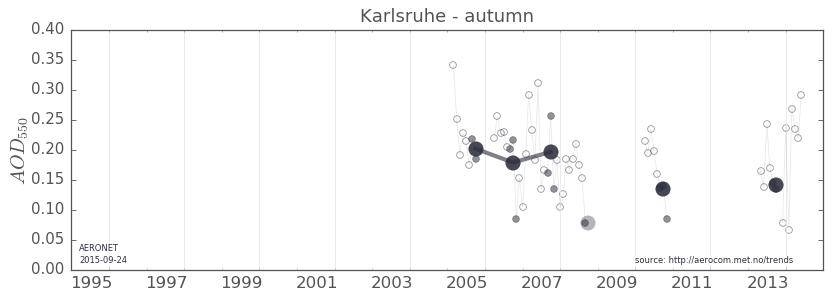 Karlsruhe - autumn
0.40
0.35
0.30
0.25
0.20
0.15
0.10
0.05
0.00
AOD550
AERONET
2015-09-24
source: http://aerocom.met.no/trends
1995 1997 1999 2001 2003 2005 2007 2009 2011 2013